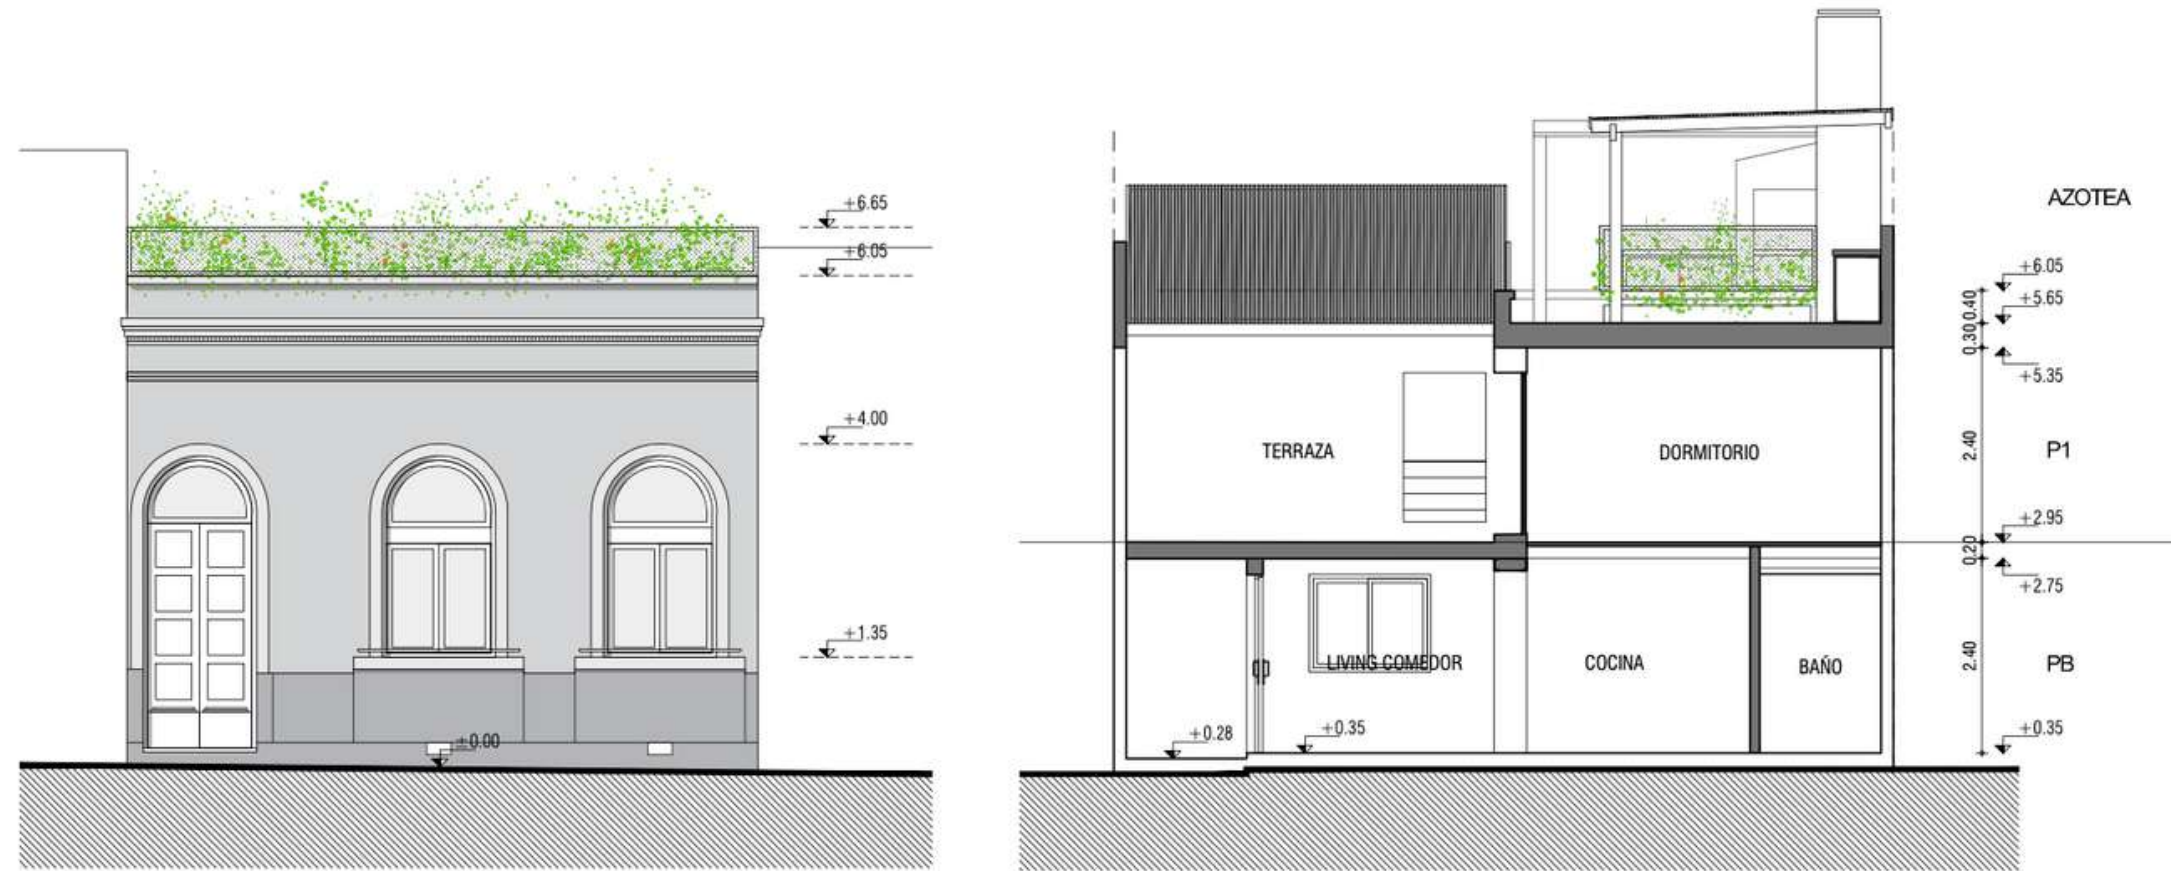 +6.65
+6.05
+4.00
+1.35
±0.00
AZOTEA
+6.05
0.40
+5.65
0.30
+5.35
TERRAZA
DORMITORIO
2.40
P1
+2.95
0.20
+2.75
LIVING COMEDOR
COCINA
BAÑO
2.40
PB
+0.28
+0.35
+0.35